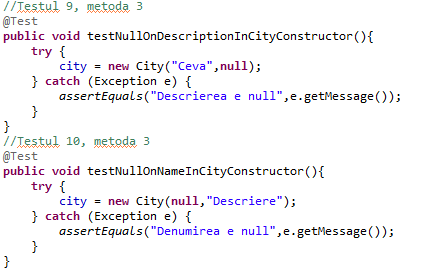 //Testul 9, metoda 3
@Test
public void testNullOnDescriptionInCityConstructor(){
    try {
        city = new City("Ceva",null);
    } catch (Exception e) {
        assertEquals("Descrierea e null",e.getMessage());
    }
}
//Testul 10, metoda 3
@Test
public void testNullOnNameInCityConstructor(){
    try {
        city = new City(null,"Descriere");
    } catch (Exception e) {
        assertEquals("Denumirea e null",e.getMessage());
    }
}